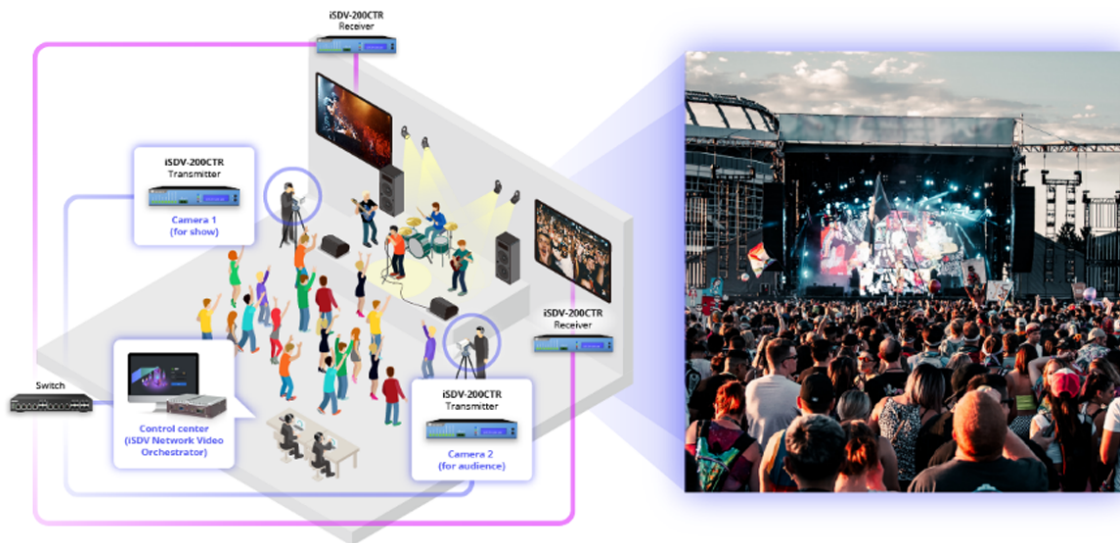 iSDV-200CTR
Receiver
iSDV-200CTR
Transmitter
Camera 1
(for show)
iSDV-200CTR
Receiver
Switch
Control center
(iSDV Network Video
Orchestrator)
iSDV-200CTR
Transmitter
Camera 2
(for audience)